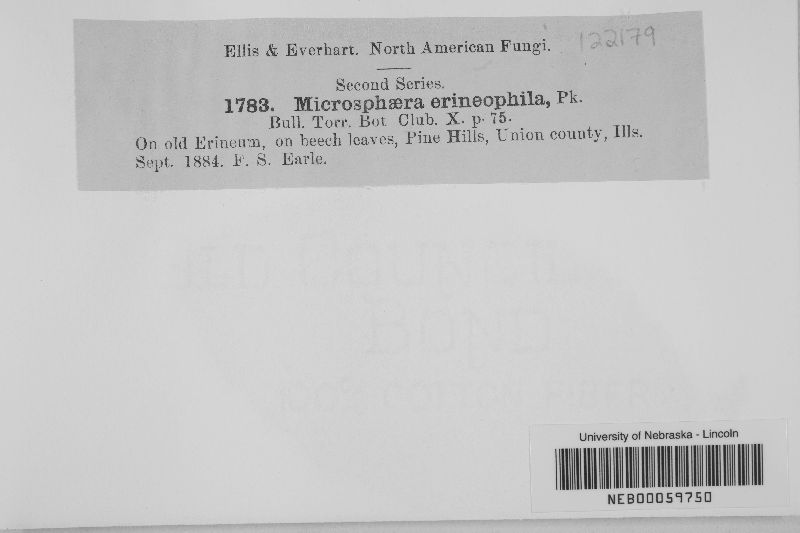 Ellis & Everhart. North American Fungi. 122179
Second Series.
1783. Microsphæra erineophila, Pk.
Bull. Torr. Bot. Club. X. p. 75.
On old Erineum, on beech leaves, Pine Hills, Union county, Ills.
Sept. 1884. F. S. Earle.
University of Nebraska - Lincoln
NEB00059750